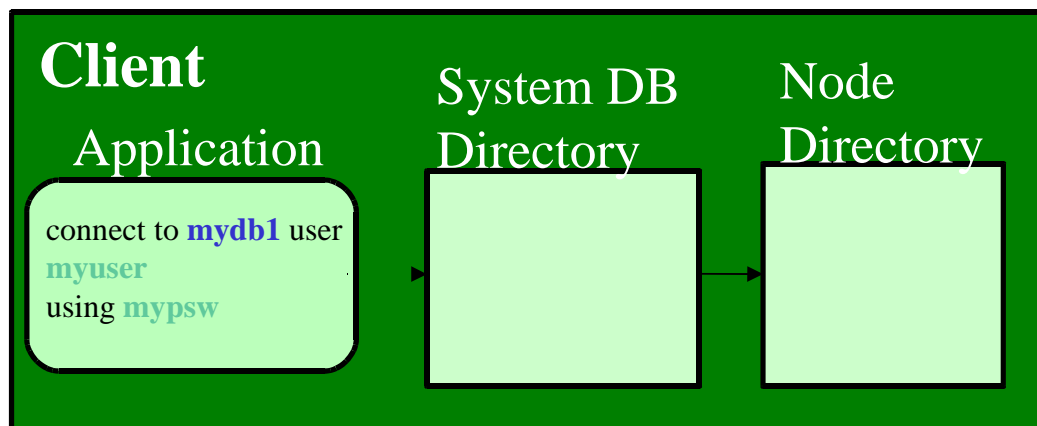 Client
Application
connect to mydb1 user
myuser
using mypsw
System DB
Directory
Node
Directory